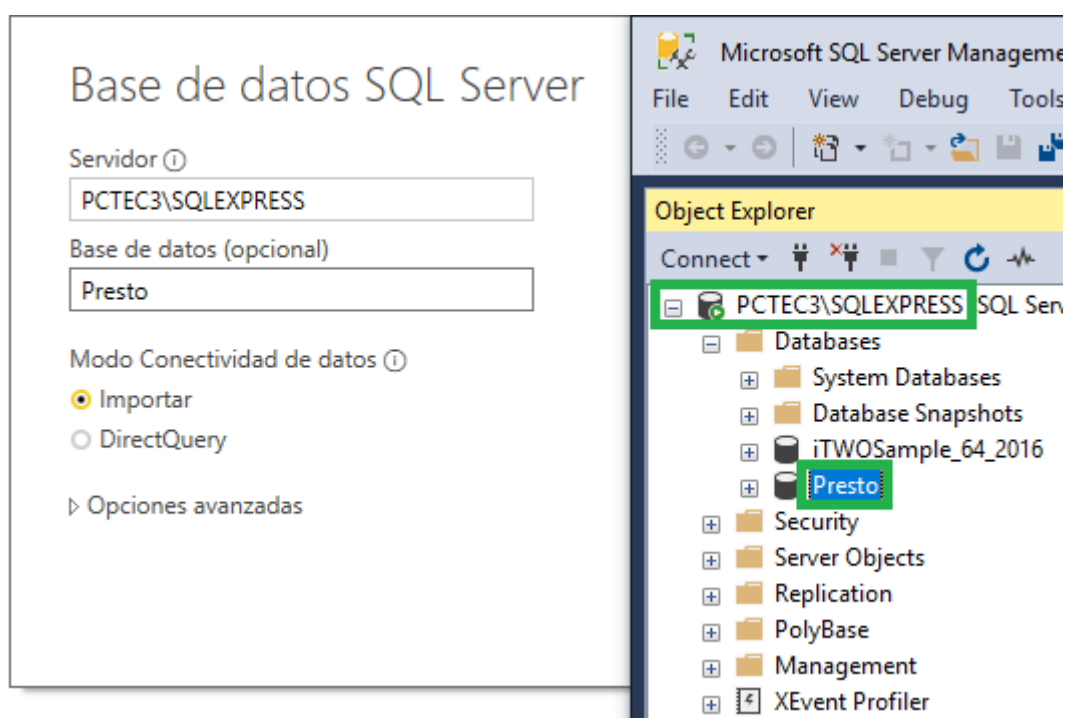 Base de datos SQL Server
Servidor
PCTEC3\SQLEXPRESS
Base de datos (opcional)
Presto
Modo Conectividad de datos
Importar
DirectQuery
Opciones avanzadas
Microsoft SQL Server Manageme
File Edit View Debug Tools
Object Explorer
Connect
PCTEC3\SQLEXPRESS SQL Serv
Databases
System Databases
Database Snapshots
iTWOSample_64_2016
Presto
Security
Server Objects
Replication
PolyBase
Management
XEvent Profiler